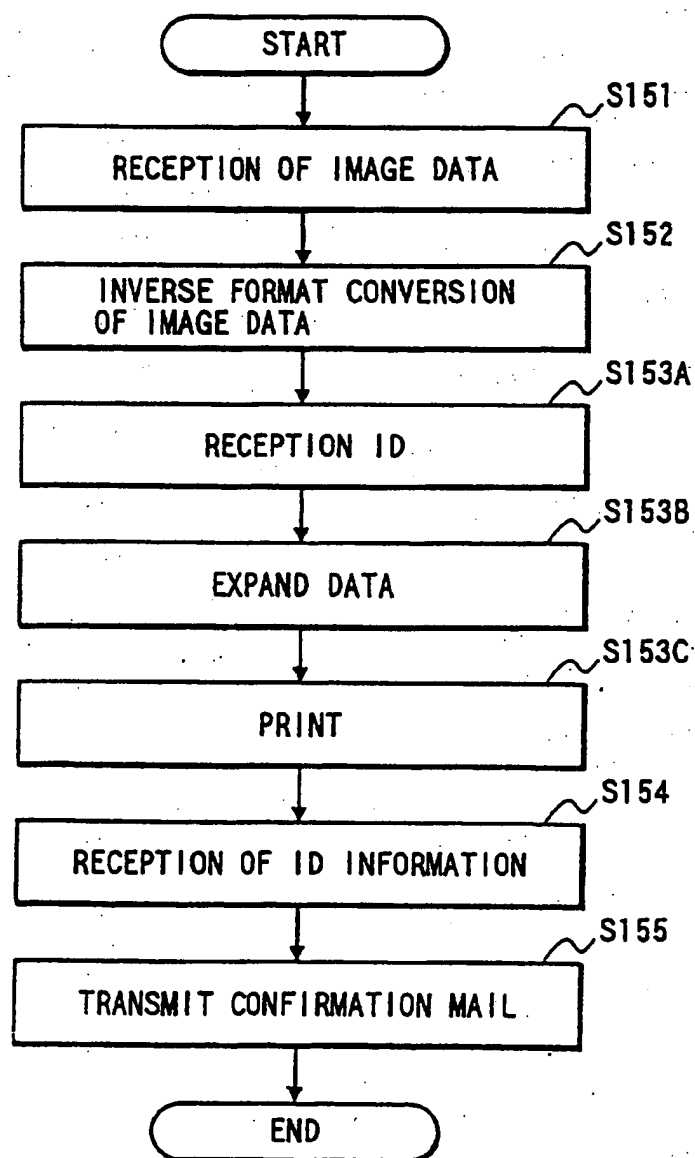 START
S151
RECEPTION OF IMAGE DATA
S152
INVERSE FORMAT CONVERSION
OF IMAGE DATA
S153A
RECEPTION ID
S153B
EXPAND DATA
S153C
PRINT
S154
RECEPTION OF ID INFORMATION
S155
TRANSMIT CONFIRMATION MAIL
END